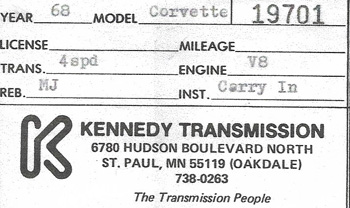 YEAR 68 MODEL Corvette 19701
LICENSE MILEAGE
TRANS. 4spd ENGINE V8
REB. MJ INST. Carry In
KENNEDY TRANSMISSION
6780 HUDSON BOULEVARD NORTH
ST. PAUL, MN 55119 (OAKDALE)
738-0263
The Transmission People